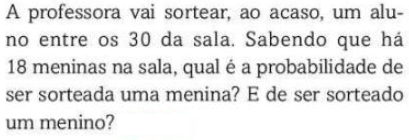 A professora vai sortear, ao acaso, um alu-
no entre os 30 da sala. Sabendo que há
18 meninas na sala, qual é a probabilidade de
ser sorteada uma menina? E de ser sorteado
um menino?